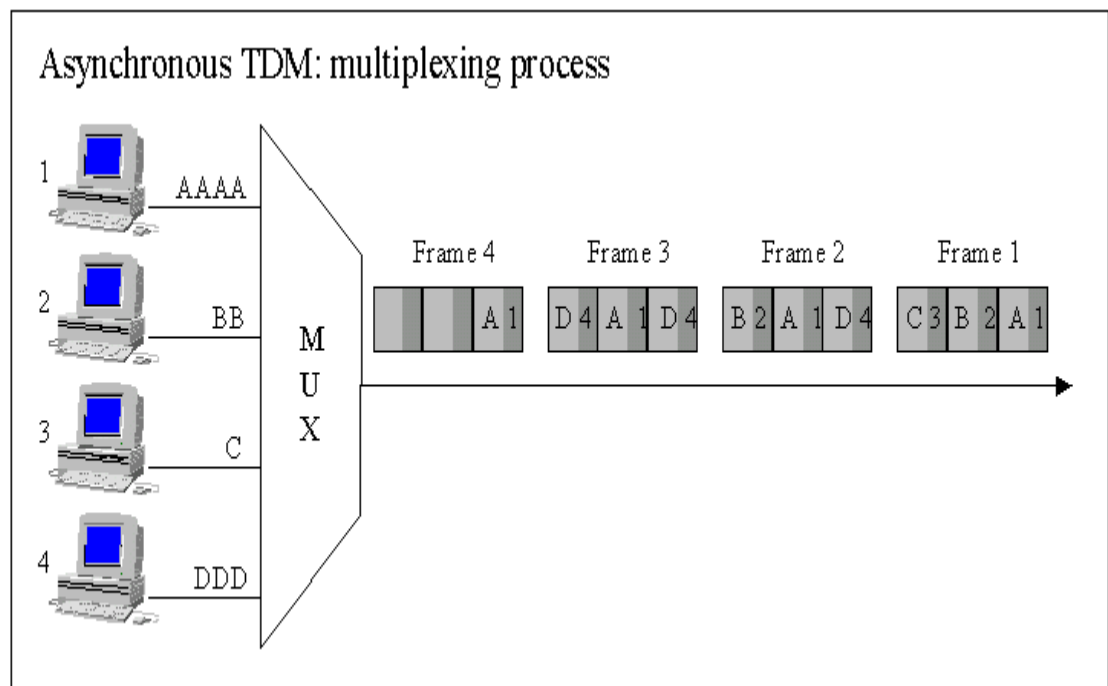 Asynchronous TDM: multiplexing process
1
AAAA
2
BB
3
C
4
DDD
M
U
X
Frame 4 Frame 3 Frame 2 Frame 1
A 1 D 4 A 1 D 4 B 2 A 1 D 4 C 3 B 2 A 1